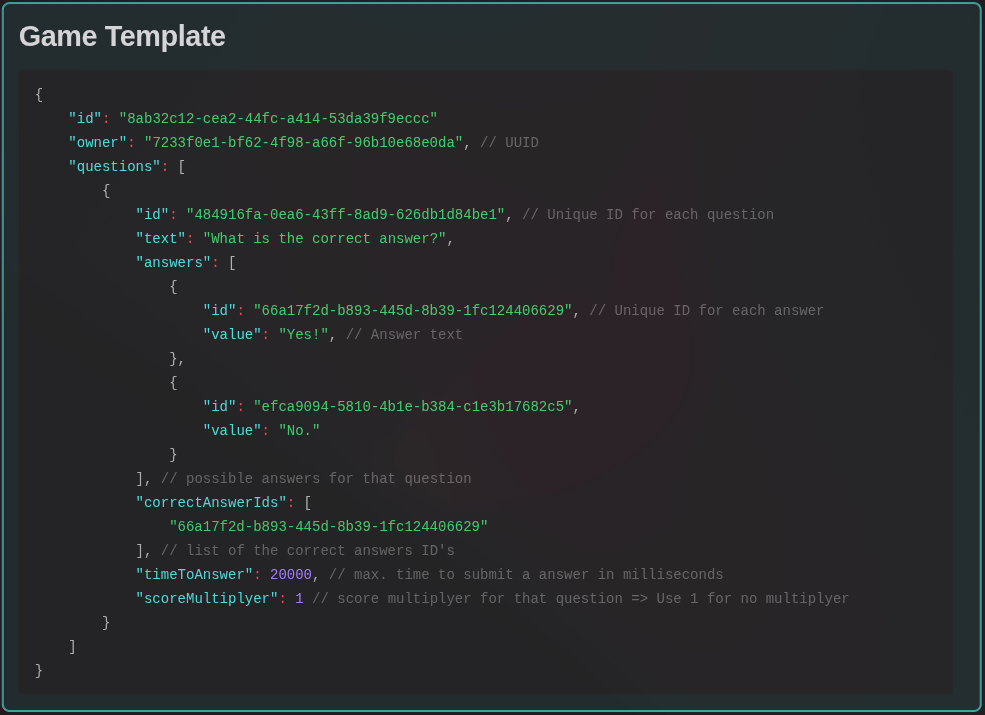 Game Template
{
    "id": "8ab32c12-cea2-44fc-a414-53da39f9eccc"
    "owner": "7233f0e1-bf62-4f98-a66f-96b10e68e0da", // UUID
    "questions": [
        {
            "id": "484916fa-0ea6-43ff-8ad9-626db1d84be1", // Unique ID for each question
            "text": "What is the correct answer?",
            "answers": [
                {
                    "id": "66a17f2d-b893-445d-8b39-1fc124406629", // Unique ID for each answer
                    "value": "Yes!", // Answer text
                },
                {
                    "id": "efca9094-5810-4b1e-b384-c1e3b17682c5",
                    "value": "No."
                }
            ], // possible answers for that question
            "correctAnswerIds": [
                "66a17f2d-b893-445d-8b39-1fc124406629"
            ], // list of the correct answers ID's
            "timeToAnswer": 20000, // max. time to submit a answer in milliseconds
            "scoreMultiplyer": 1 // score multiplyer for that question => Use 1 for no multiplyer
        }
    ]
}